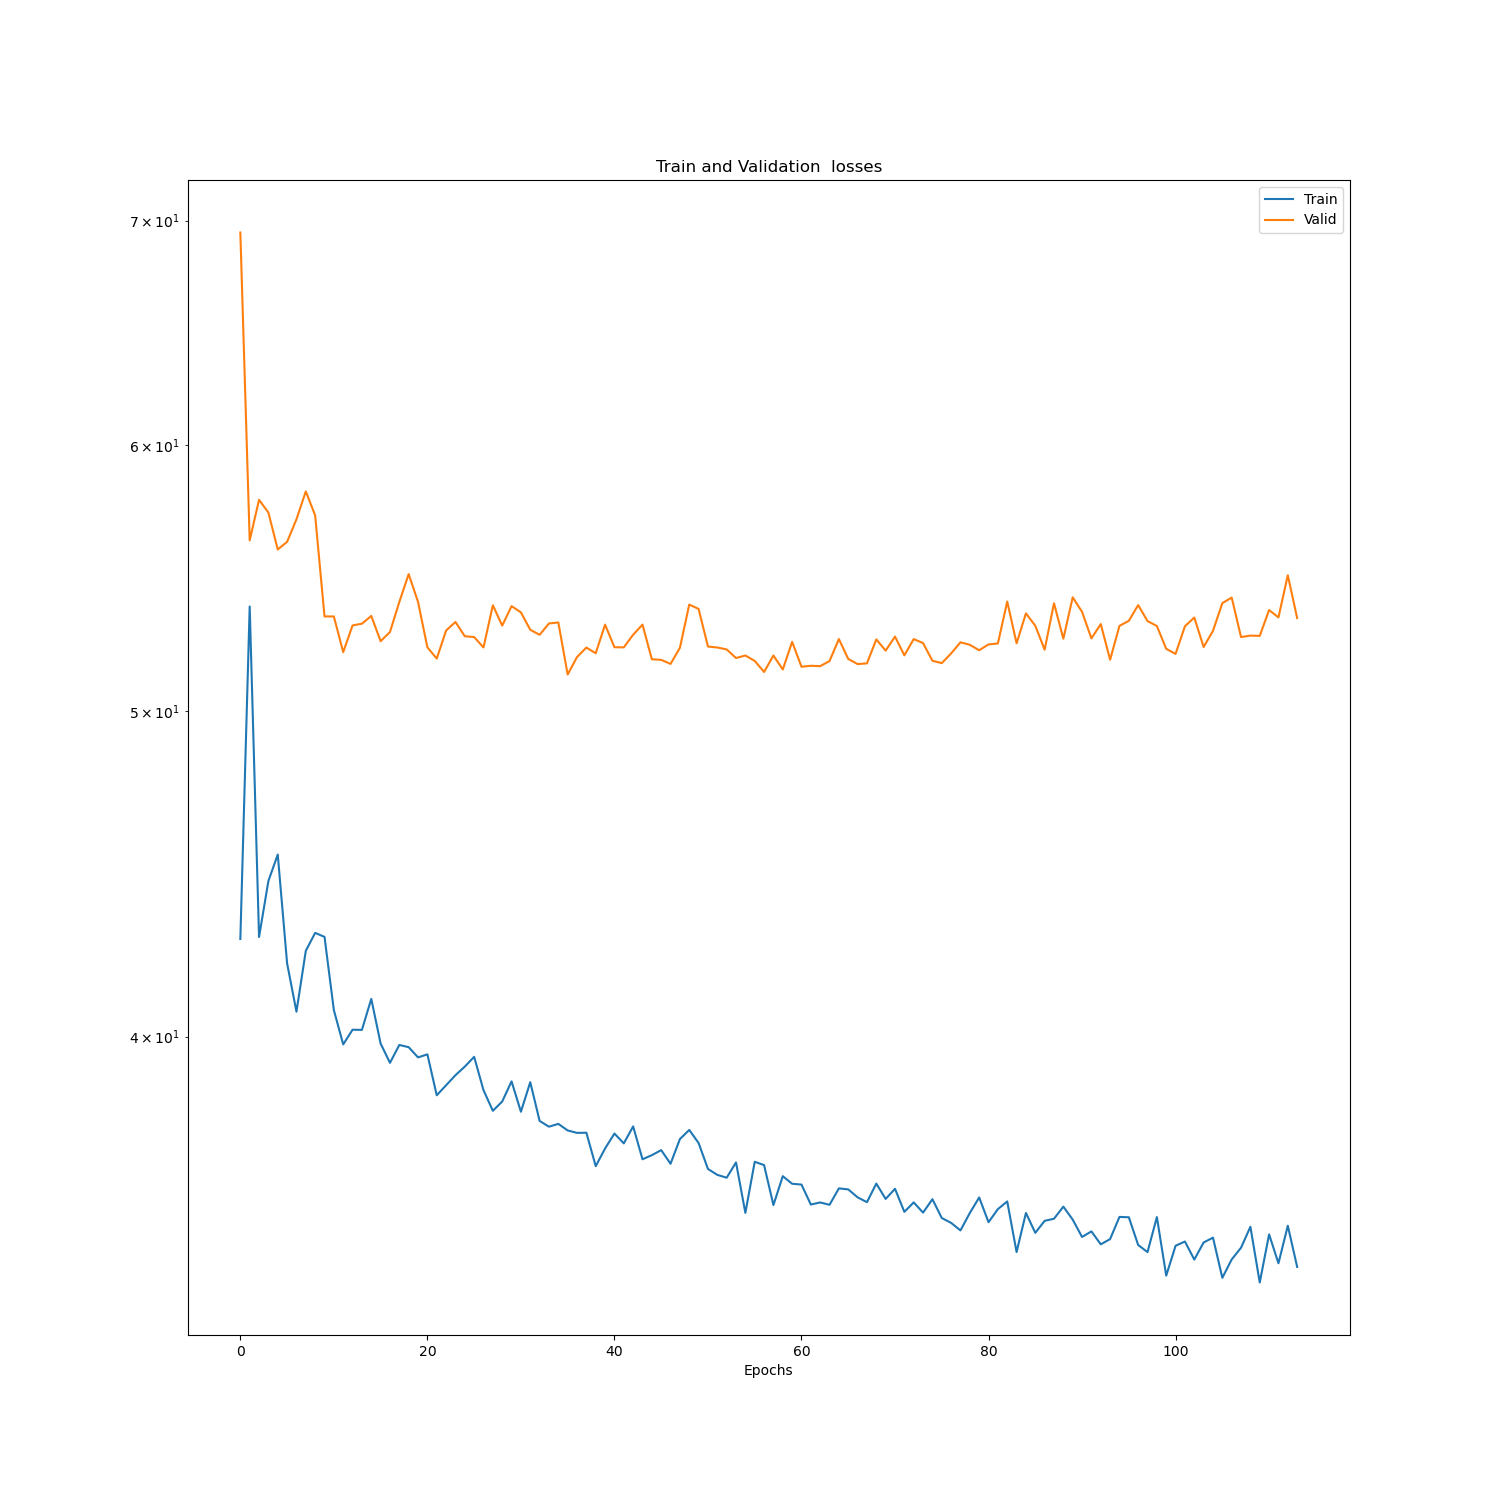 Train and Validation  losses
Train
Valid
7 × 10¹
6 × 10¹
5 × 10¹
4 × 10¹
0 20 40 60 80 100
Epochs